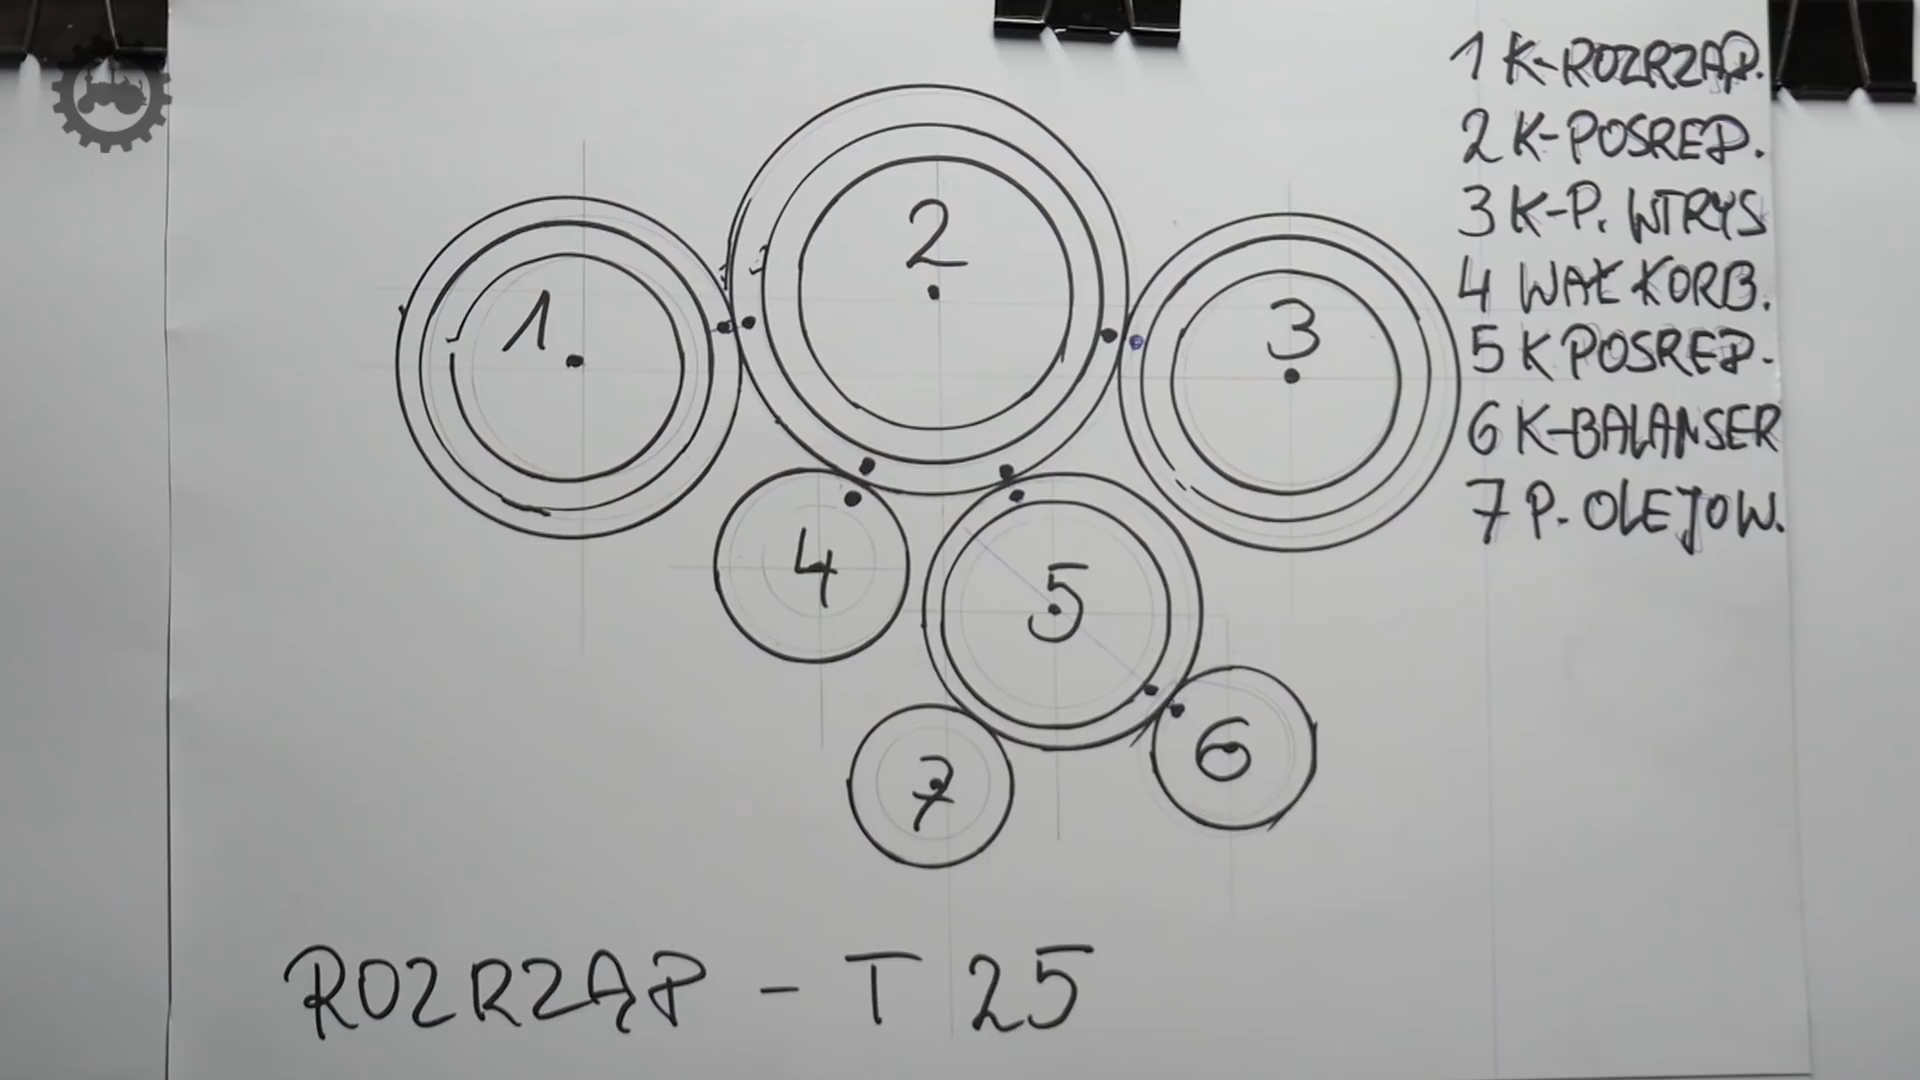 1 K-ROZRZĄD.
2 K-POSRED.
3 K-P. WTRYS
4 WAŁ KORB.
5 K POSRED.
6 K-BALANSER
7 P. OLEJOW.
2
1
3
4
5
6
7
ROZRZĄD - T 25